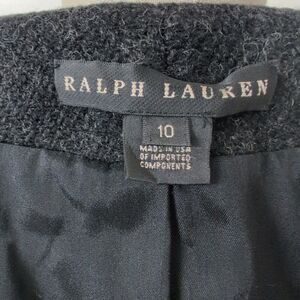 RALPH LAUREN
10
MADE IN USA
OF IMPORTED
COMPONENTS